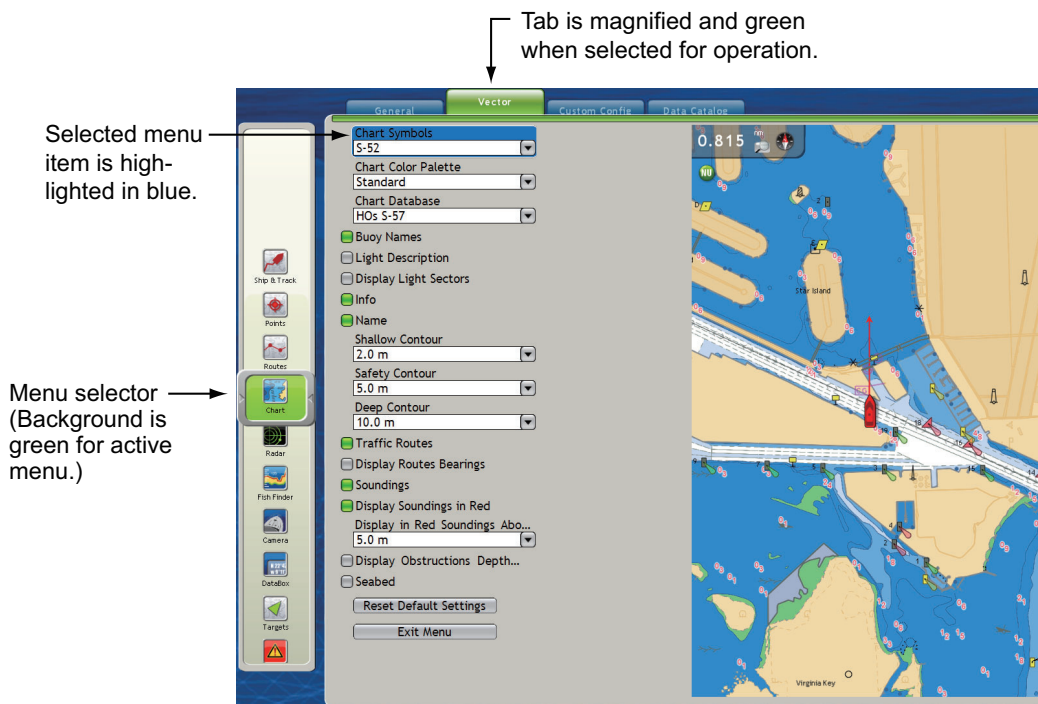 Tab is magnified and green
when selected for operation.
General
Vector
Custom Config
Data Cataloe
Selected menu
item is high-
lighted in blue.
Chart Symbols
S-52
Chart Color Palette
Standard
Chart Database
HOs S-57
Buoy Names
Light Description
Display Light Sectors
Info
Name
Shallow Contour
2.0 m
Safety Contour
5.0 m
Deep Contour
10.0 m
Traffic Routes
Display Routes Bearings
Soundings
Display Soundings in Red
Display in Red Soundings Abo...
5.0 m
Display Obstructions Depth...
Seabed
Reset Default Settings
Exit Menu
Menu selector
(Background is
green for active
menu.)
Ship & Track
Points
Routes
Chart
Radar
Fish Finder
Camera
DataBox
Targets
0.815 nm
NU
Star Island
Virginia Key